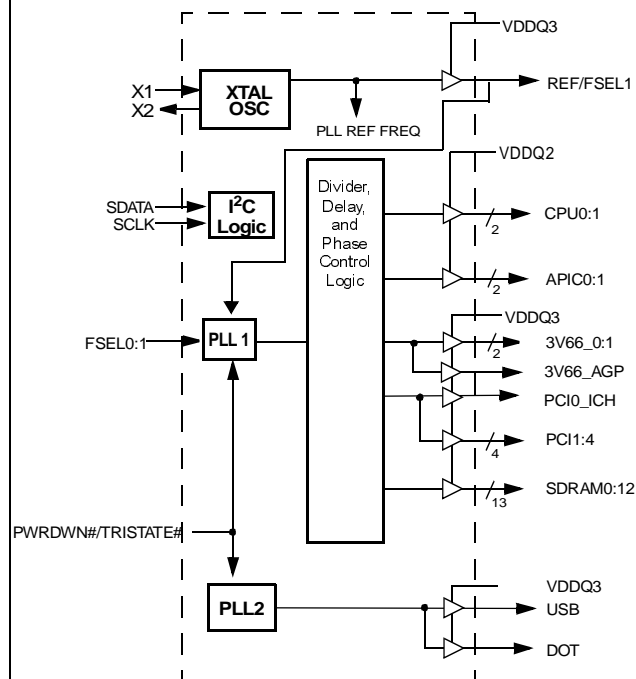 VDDQ3
X1
X2
XTAL
OSC
REF/FSEL1
PLL REF FREQ
VDDQ2
SDATA
SCLK
I²C
Logic
Divider,
Delay,
and
Phase
Control
Logic
2
CPU0:1
2
APIC0:1
VDDQ3
FSEL0:1
PLL 1
2
3V66_0:1
3V66_AGP
PCI0_ICH
4
PCI1:4
13
SDRAM0:12
PWRDWN#/TRISTATE#
PLL2
VDDQ3
USB
DOT